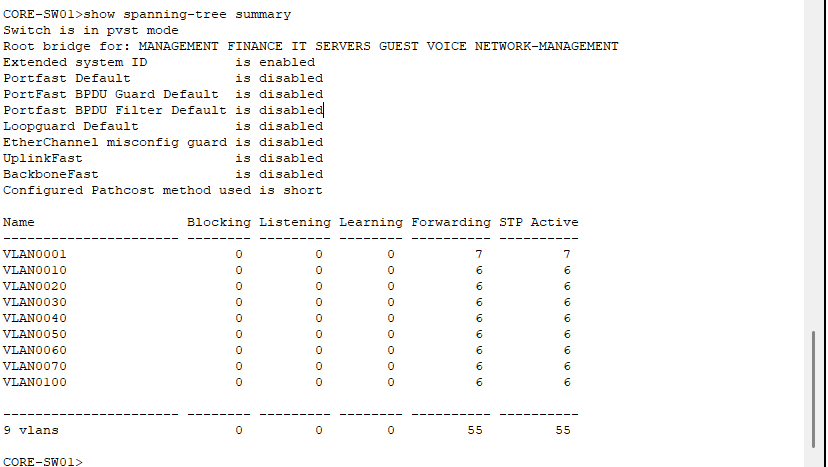 CORE-SW01>show spanning-tree summary
Switch is in pvst mode
Root bridge for: MANAGEMENT FINANCE IT SERVERS GUEST VOICE NETWORK-MANAGEMENT
Extended system ID           is enabled
Portfast Default             is disabled
PortFast BPDU Guard Default  is disabled
Portfast BPDU Filter Default is disabled
Loopguard Default            is disabled
EtherChannel misconfig guard is disabled
UplinkFast                   is disabled
BackboneFast                 is disabled
Configured Pathcost method used is short
Name                   Blocking Listening Learning Forwarding STP Active
---------------------- -------- --------- -------- ---------- ----------
VLAN0001                     0         0        0          7          7
VLAN0010                     0         0        0          6          6
VLAN0020                     0         0        0          6          6
VLAN0030                     0         0        0          6          6
VLAN0040                     0         0        0          6          6
VLAN0050                     0         0        0          6          6
VLAN0060                     0         0        0          6          6
VLAN0070                     0         0        0          6          6
VLAN0100                     0         0        0          6          6
---------------------- -------- --------- -------- ---------- ----------
9 vlans                      0         0        0         55         55
CORE-SW01>